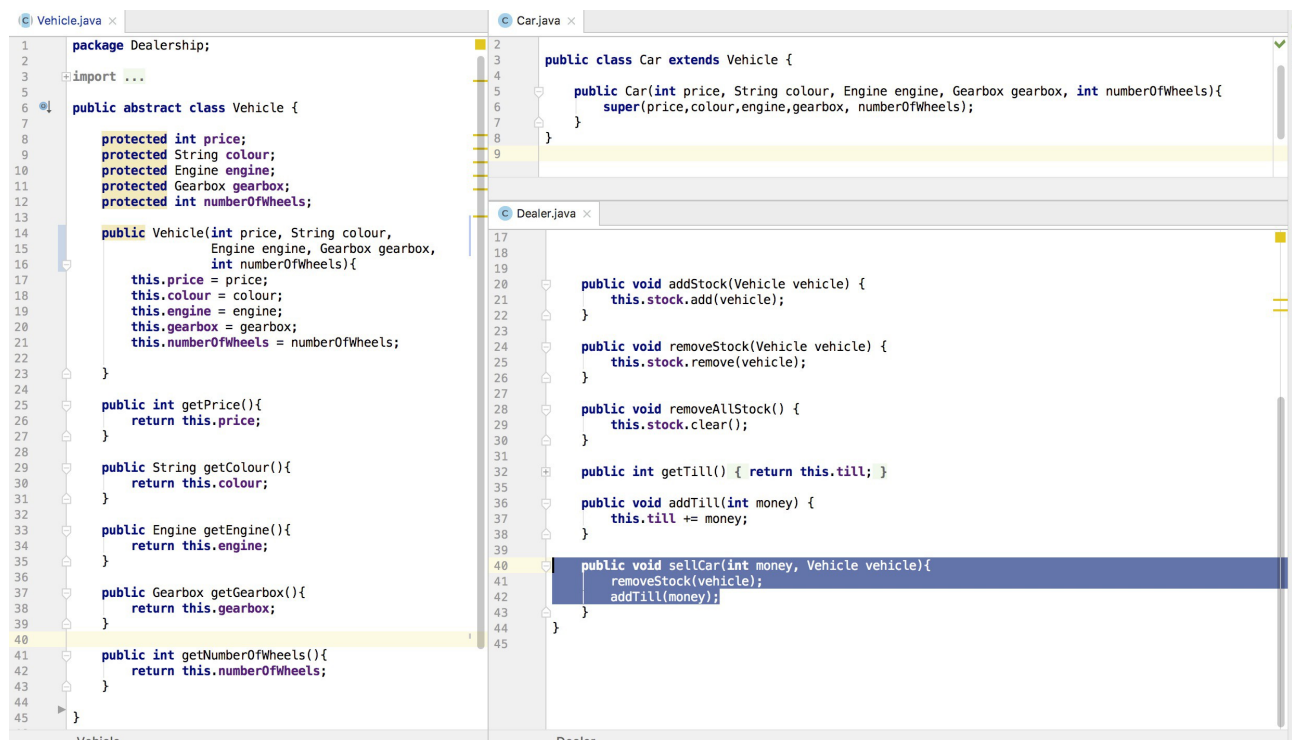 Vehicle.java
1 package Dealership;
2
3 import ...
5
6 public abstract class Vehicle {
7
8 protected int price;
9 protected String colour;
10 protected Engine engine;
11 protected Gearbox gearbox;
12 protected int numberOfWheels;
13
14 public Vehicle(int price, String colour,
15 Engine engine, Gearbox gearbox,
16 int numberOfWheels){
17 this.price = price;
18 this.colour = colour;
19 this.engine = engine;
20 this.gearbox = gearbox;
21 this.numberOfWheels = numberOfWheels;
22
23 }
24
25 public int getPrice(){
26 return this.price;
27 }
28
29 public String getColour(){
30 return this.colour;
31 }
32
33 public Engine getEngine(){
34 return this.engine;
35 }
36
37 public Gearbox getGearbox(){
38 return this.gearbox;
39 }
40
41 public int getNumberOfWheels(){
42 return this.numberOfWheels;
43 }
44
45 }
Vehicle
Car.java
2
3 public class Car extends Vehicle {
4
5 public Car(int price, String colour, Engine engine, Gearbox gearbox, int numberOfWheels){
6 super(price,colour,engine,gearbox, numberOfWheels);
7 }
8 }
9
Dealer.java
17
18
19
20 public void addStock(Vehicle vehicle) {
21 this.stock.add(vehicle);
22 }
23
24 public void removeStock(Vehicle vehicle) {
25 this.stock.remove(vehicle);
26 }
27
28 public void removeAllStock() {
29 this.stock.clear();
30 }
31
32 public int getTill() { return this.till; }
35
36 public void addTill(int money) {
37 this.till += money;
38 }
39
40 public void sellCar(int money, Vehicle vehicle){
41 removeStock(vehicle);
42 addTill(money);
43 }
44 }
45
Dealer